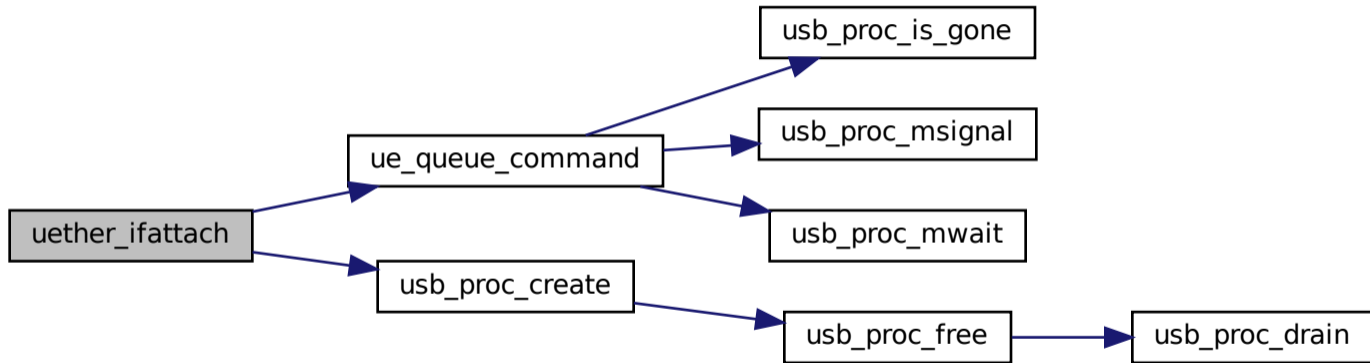 usb_proc_is_gone
usb_proc_msignal
ue_queue_command
uether_ifattach
usb_proc_mwait
usb_proc_create
usb_proc_free
usb_proc_drain